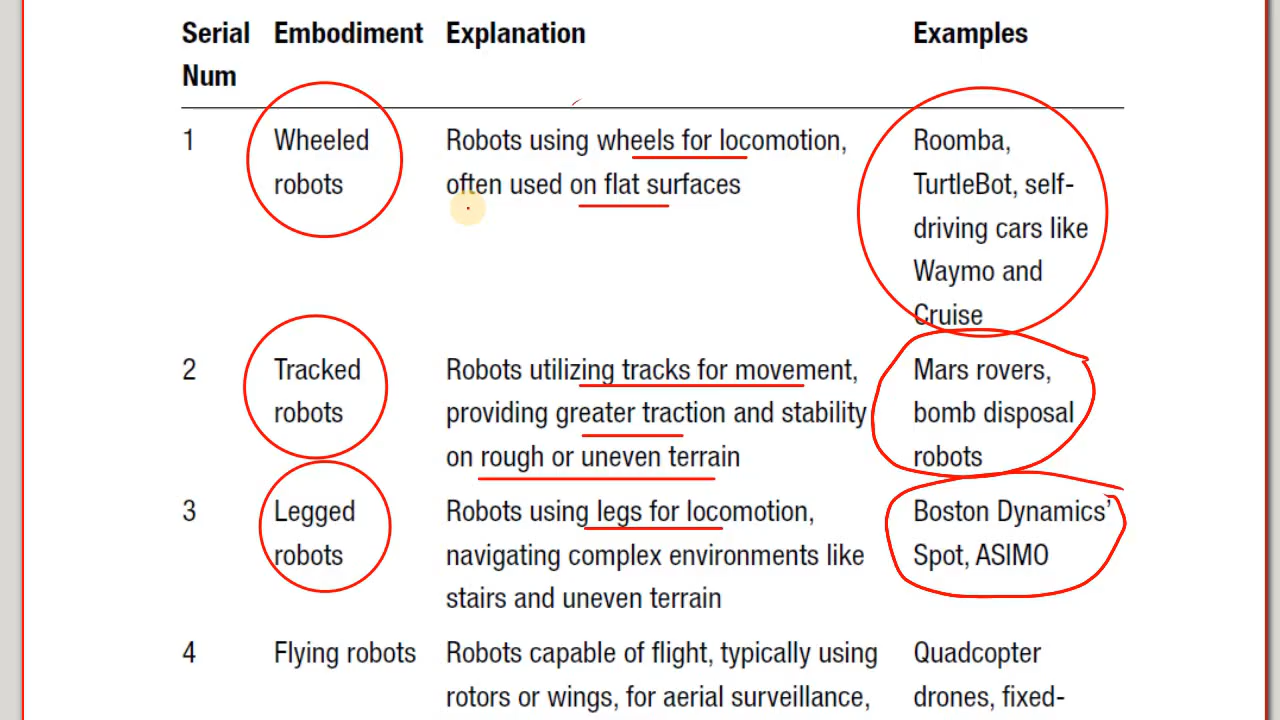 Serial Embodiment Explanation Examples
Num
1 Wheeled Robots using wheels for locomotion, Roomba,
robots often used on flat surfaces TurtleBot, self-
driving cars like
Waymo and
Cruise
2 Tracked Robots utilizing tracks for movement, Mars rovers,
robots providing greater traction and stability bomb disposal
on rough or uneven terrain robots
3 Legged Robots using legs for locomotion, Boston Dynamics’
robots navigating complex environments like Spot, ASIMO
stairs and uneven terrain
4 Flying robots Robots capable of flight, typically using Quadcopter
rotors or wings, for aerial surveillance, drones, fixed-